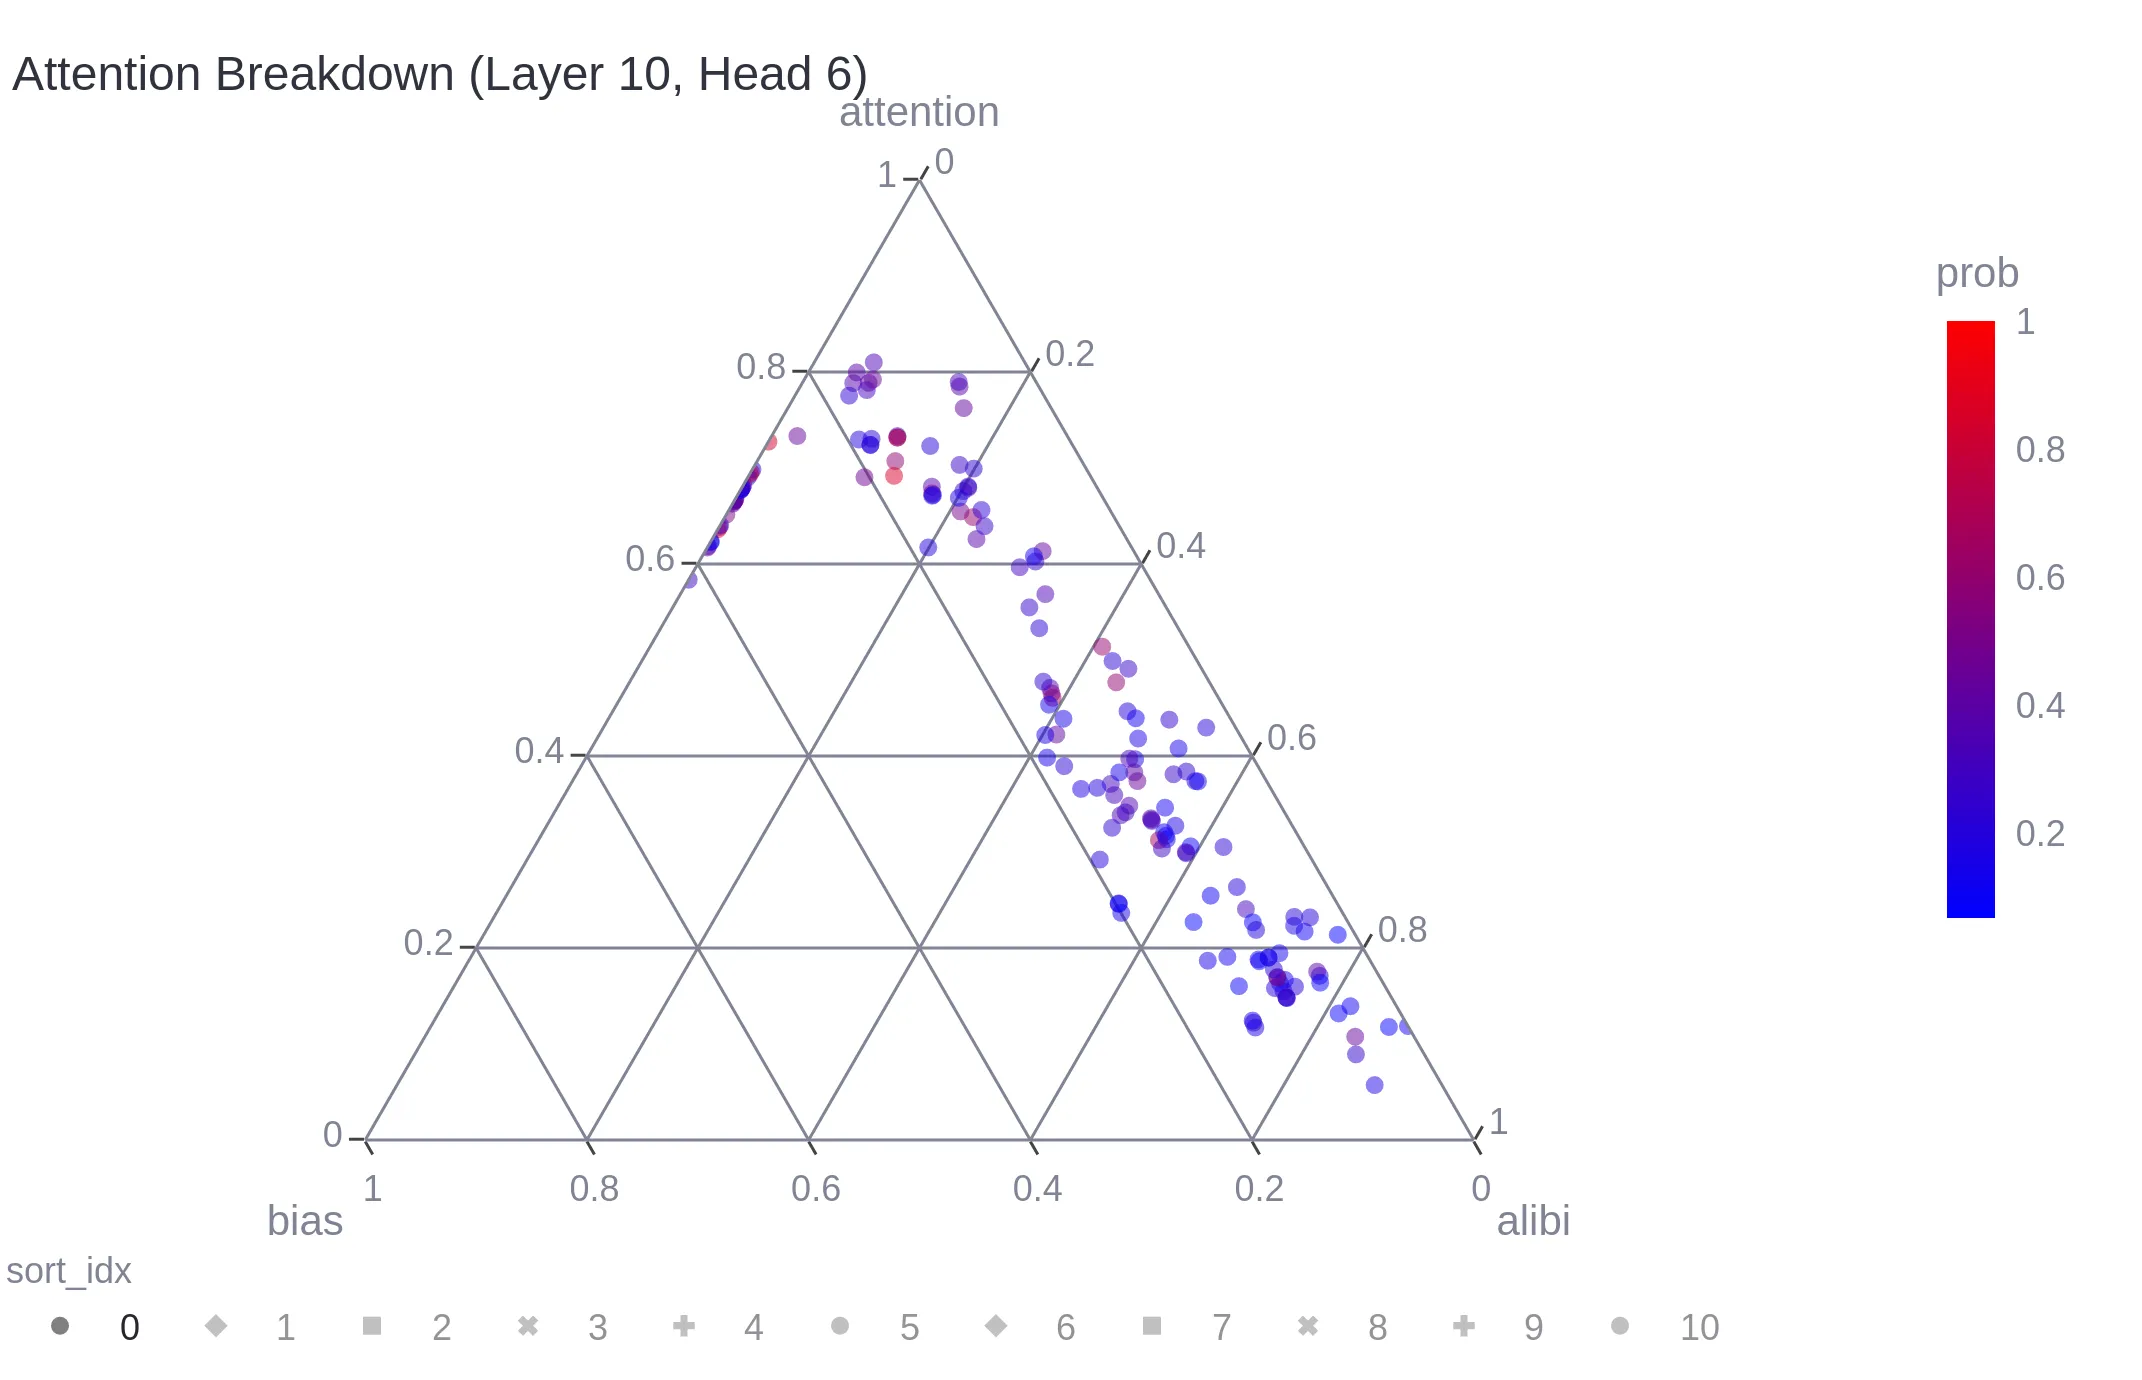 Attention Breakdown (Layer 10, Head 6)
attention
1 0
prob
1
0.8
0.6
0.4
0.2
0.8 0.2
0.6 0.4
0.4 0.6
0.2 0.8
0 1
1 0.8 0.6 0.4 0.2 0
bias alibi
sort_idx
0 1 2 3 4 5 6 7 8 9 10